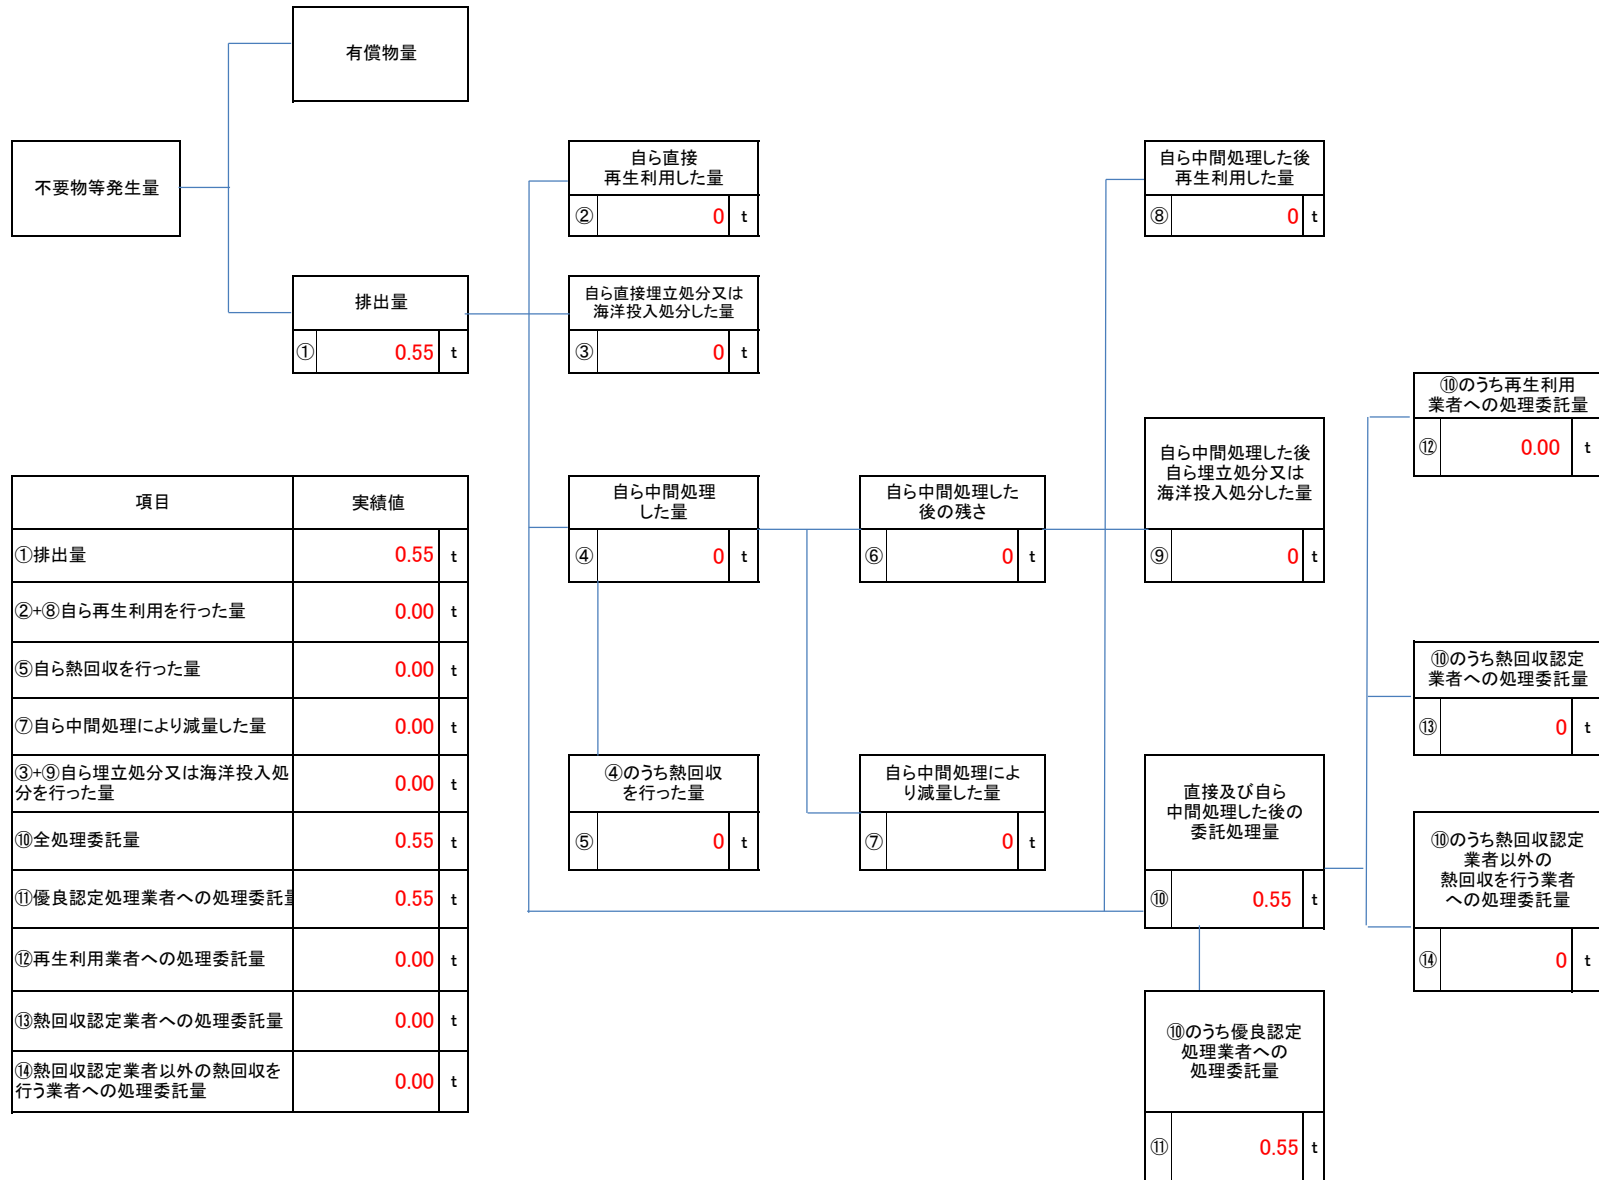 有償物量
不要物等発生量
排出量
① 0.55 t
自ら直接
再生利用した量
② 0 t
自ら直接埋立処分又は
海洋投入処分した量
③ 0 t
自ら中間処理
した量
④ 0 t
④のうち熱回収
を行った量
⑤ 0 t
自ら中間処理した
後の残さ
⑥ 0 t
自ら中間処理によ
り減量した量
⑦ 0 t
自ら中間処理した後
再生利用した量
⑧ 0 t
自ら中間処理した後
自ら埋立処分又は
海洋投入処分した量
⑨ 0 t
直接及び自ら
中間処理した後の
委託処理量
⑩ 0.55 t
⑩のうち優良認定
処理業者への
処理委託量
⑪ 0.55 t
⑩のうち再生利用
業者への処理委託量
⑫ 0.00 t
⑩のうち熱回収認定
業者への処理委託量
⑬ 0 t
⑩のうち熱回収認定
業者以外の
熱回収を行う業者
への処理委託量
⑭ 0 t
項目 実績値
①排出量 0.55 t
②+⑧自ら再生利用を行った量 0.00 t
⑤自ら熱回収を行った量 0.00 t
⑦自ら中間処理により減量した量 0.00 t
③+⑨自ら埋立処分又は海洋投入処
分を行った量 0.00 t
⑩全処理委託量 0.55 t
⑪優良認定処理業者への処理委託量 0.55 t
⑫再生利用業者への処理委託量 0.00 t
⑬熱回収認定業者への処理委託量 0.00 t
⑭熱回収認定業者以外の熱回収を
行う業者への処理委託量 0.00 t